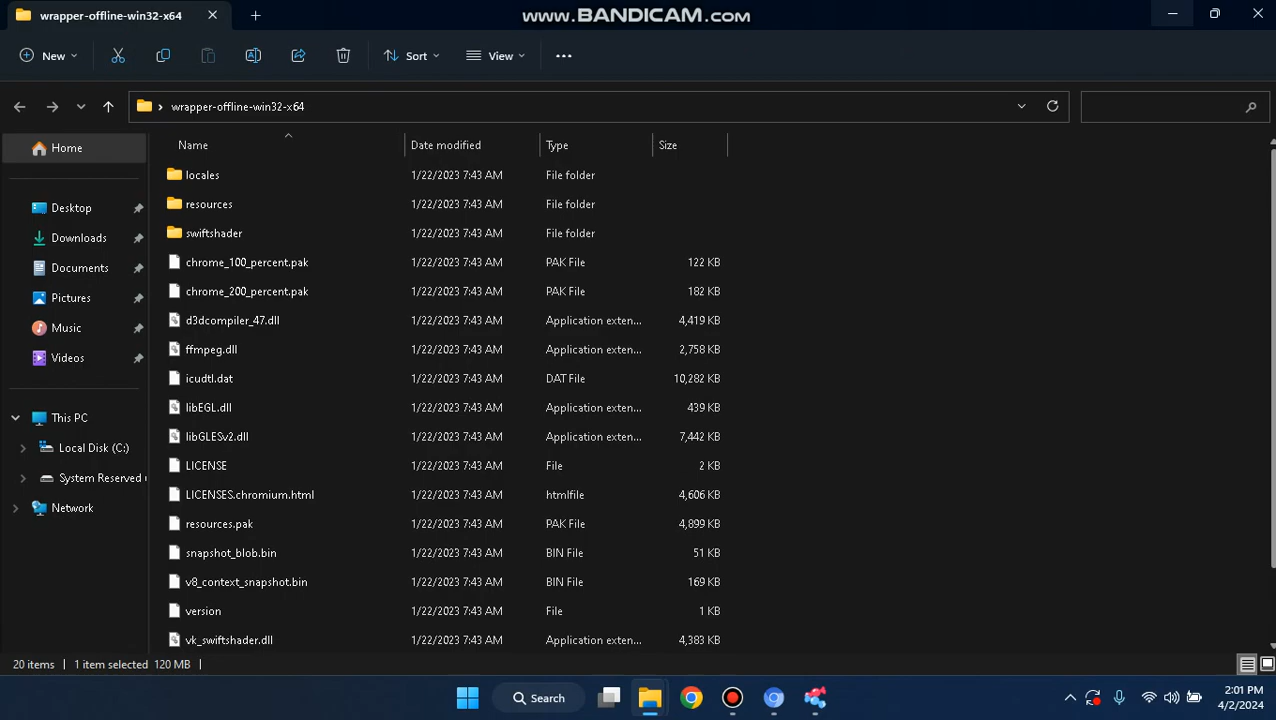 wrapper-offline-win32-x64
www.BANDICAM.com
New
Sort
View
wrapper-offline-win32-x64
Home
Desktop
Downloads
Documents
Pictures
Music
Videos
This PC
Local Disk (C:)
System Reserved
Network
Name Date modified Type Size
locales 1/22/2023 7:43 AM File folder
resources 1/22/2023 7:43 AM File folder
swiftshader 1/22/2023 7:43 AM File folder
chrome_100_percent.pak 1/22/2023 7:43 AM PAK File 122 KB
chrome_200_percent.pak 1/22/2023 7:43 AM PAK File 182 KB
d3dcompiler_47.dll 1/22/2023 7:43 AM Application exten... 4,419 KB
ffmpeg.dll 1/22/2023 7:43 AM Application exten... 2,758 KB
icudtl.dat 1/22/2023 7:43 AM DAT File 10,282 KB
libEGL.dll 1/22/2023 7:43 AM Application exten... 439 KB
libGLESv2.dll 1/22/2023 7:43 AM Application exten... 7,442 KB
LICENSE 1/22/2023 7:43 AM File 2 KB
LICENSES.chromium.html 1/22/2023 7:43 AM htmlfile 4,606 KB
resources.pak 1/22/2023 7:43 AM PAK File 4,899 KB
snapshot_blob.bin 1/22/2023 7:43 AM BIN File 51 KB
v8_context_snapshot.bin 1/22/2023 7:43 AM BIN File 169 KB
version 1/22/2023 7:43 AM File 1 KB
vk_swiftshader.dll 1/22/2023 7:43 AM Application exten... 4,383 KB
20 items 1 item selected 120 MB
Search
2:01 PM
4/2/2024